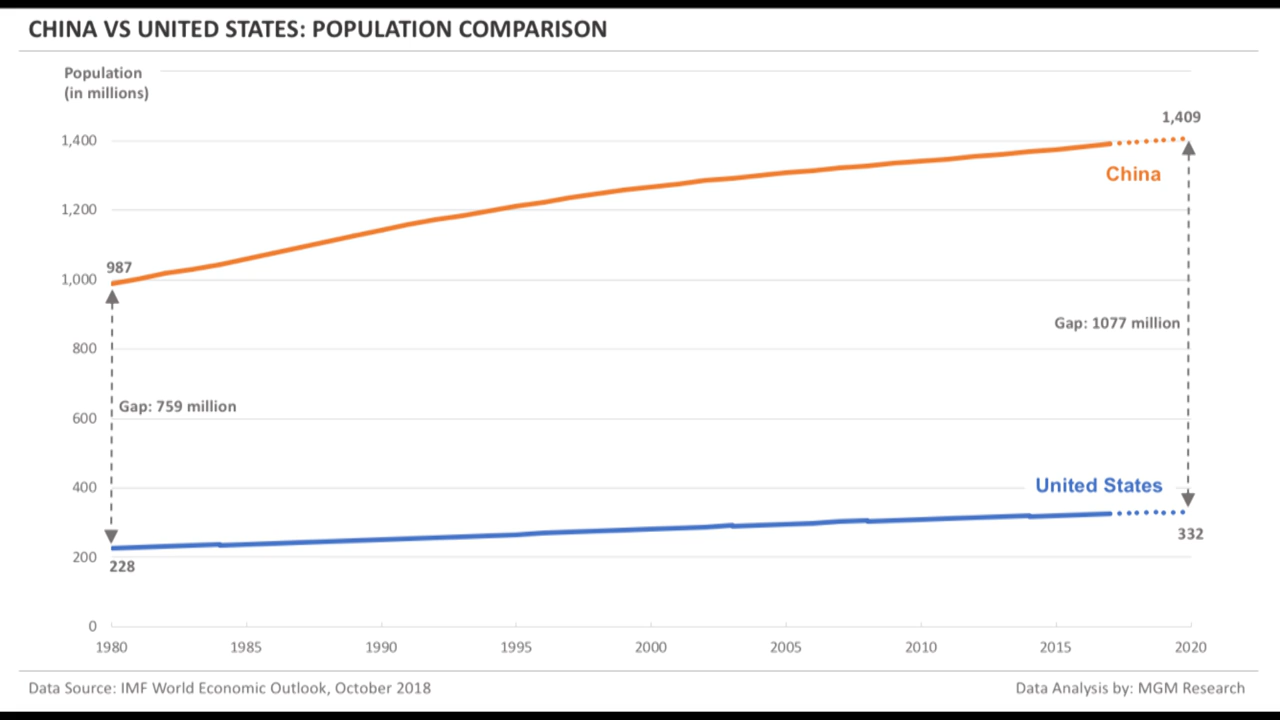 CHINA VS UNITED STATES: POPULATION COMPARISON
Population
(in millions)
1,409
1,400
China
1,200
987
1,000
Gap: 1077 million
800
Gap: 759 million
600
United States
400
332
200
228
0
1980 1985 1990 1995 2000 2005 2010 2015 2020
Data Source: IMF World Economic Outlook, October 2018
Data Analysis by: MGM Research